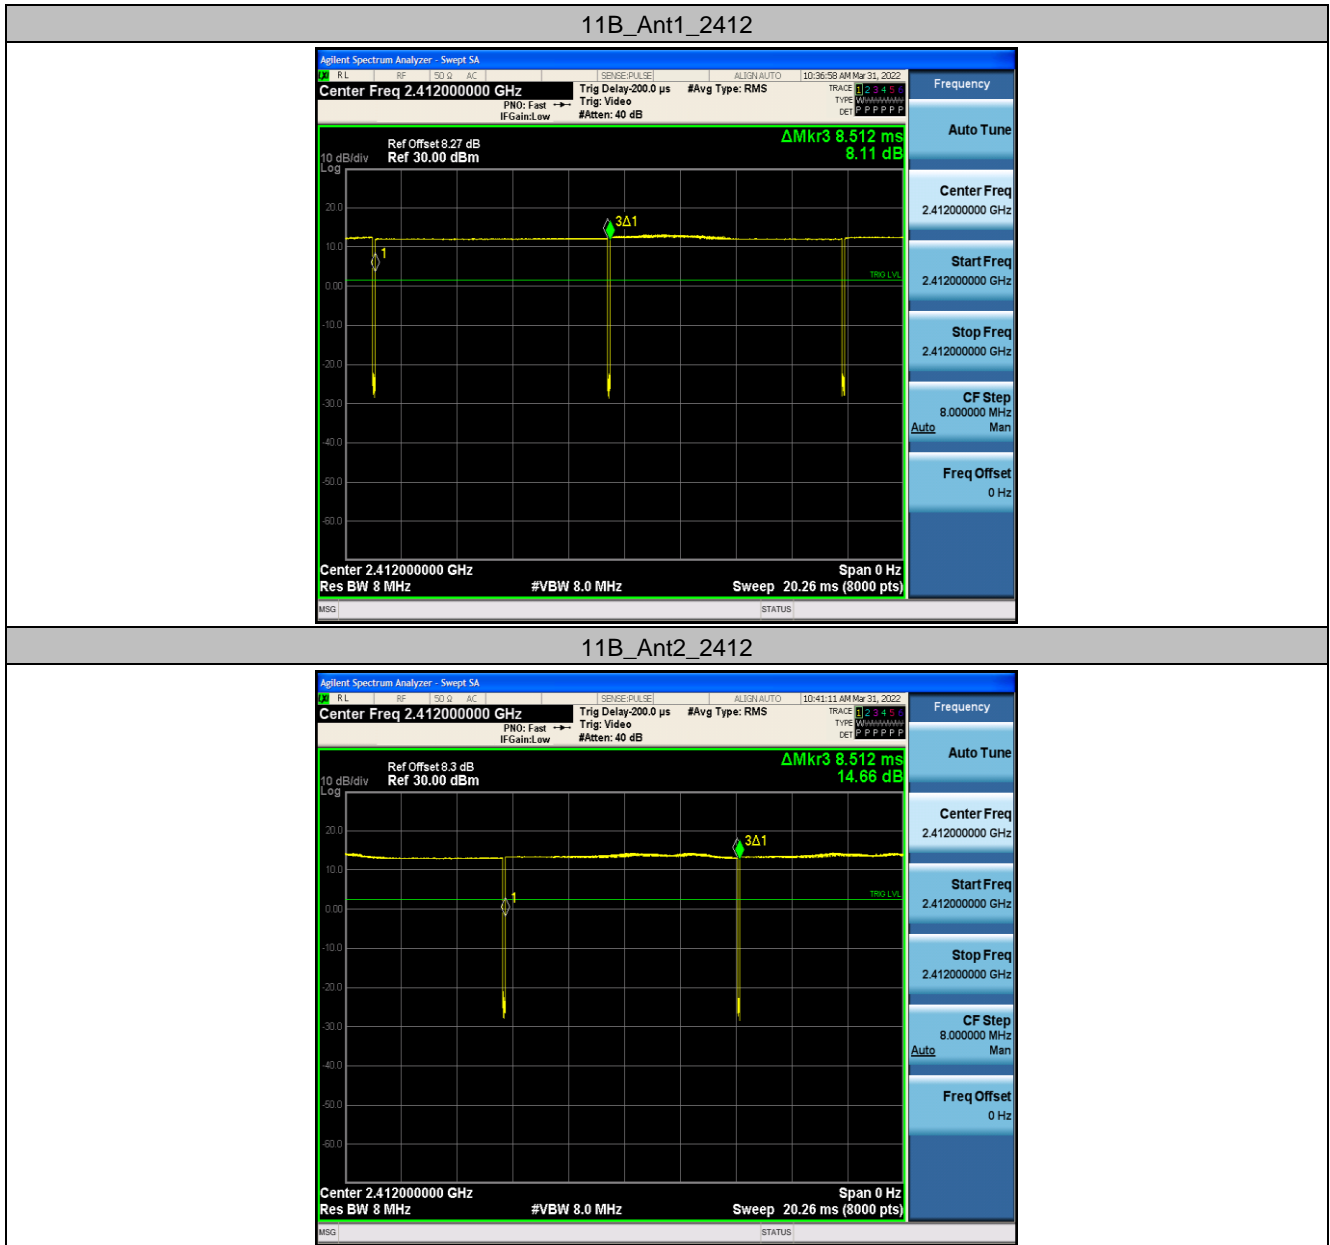 11B_Ant1_2412
Agilent Spectrum Analyzer - Swept SA
RL RF 50 Ω AC SENSE:PULSE ALIGN AUTO 10:36:58 AM Mar 31, 2022
Center Freq 2.412000000 GHz
PNO: Fast
IFGain:Low
Trig Delay-200.0 µs
Trig: Video
#Atten: 40 dB
#Avg Type: RMS
TRACE 1 2 3 4 5 6
TYPE W
DET P P P P P P
Frequency
Auto Tune
Center Freq
2.412000000 GHz
Start Freq
2.412000000 GHz
Stop Freq
2.412000000 GHz
CF Step
8.000000 MHz
Auto Man
Freq Offset
0 Hz
ΔMkr3 8.512 ms
8.11 dB
Ref Offset 8.27 dB
10 dB/div Ref 30.00 dBm
Log
20.0
10.0
0.00
-10.0
-20.0
-30.0
-40.0
-50.0
-60.0
3Δ1
1
TRIG LVL
Center 2.412000000 GHz Span 0 Hz
Res BW 8 MHz #VBW 8.0 MHz Sweep 20.26 ms (8000 pts)
MSG STATUS
11B_Ant2_2412
Agilent Spectrum Analyzer - Swept SA
RL RF 50 Ω AC SENSE:PULSE ALIGN AUTO 10:41:11 AM Mar 31, 2022
Center Freq 2.412000000 GHz
PNO: Fast
IFGain:Low
Trig Delay-200.0 µs
Trig: Video
#Atten: 40 dB
#Avg Type: RMS
TRACE 1 2 3 4 5 6
TYPE W
DET P P P P P P
Frequency
Auto Tune
Center Freq
2.412000000 GHz
Start Freq
2.412000000 GHz
Stop Freq
2.412000000 GHz
CF Step
8.000000 MHz
Auto Man
Freq Offset
0 Hz
ΔMkr3 8.512 ms
14.66 dB
Ref Offset 8.3 dB
10 dB/div Ref 30.00 dBm
Log
20.0
10.0
0.00
-10.0
-20.0
-30.0
-40.0
-50.0
-60.0
3Δ1
1
TRIG LVL
Center 2.412000000 GHz Span 0 Hz
Res BW 8 MHz #VBW 8.0 MHz Sweep 20.26 ms (8000 pts)
MSG STATUS